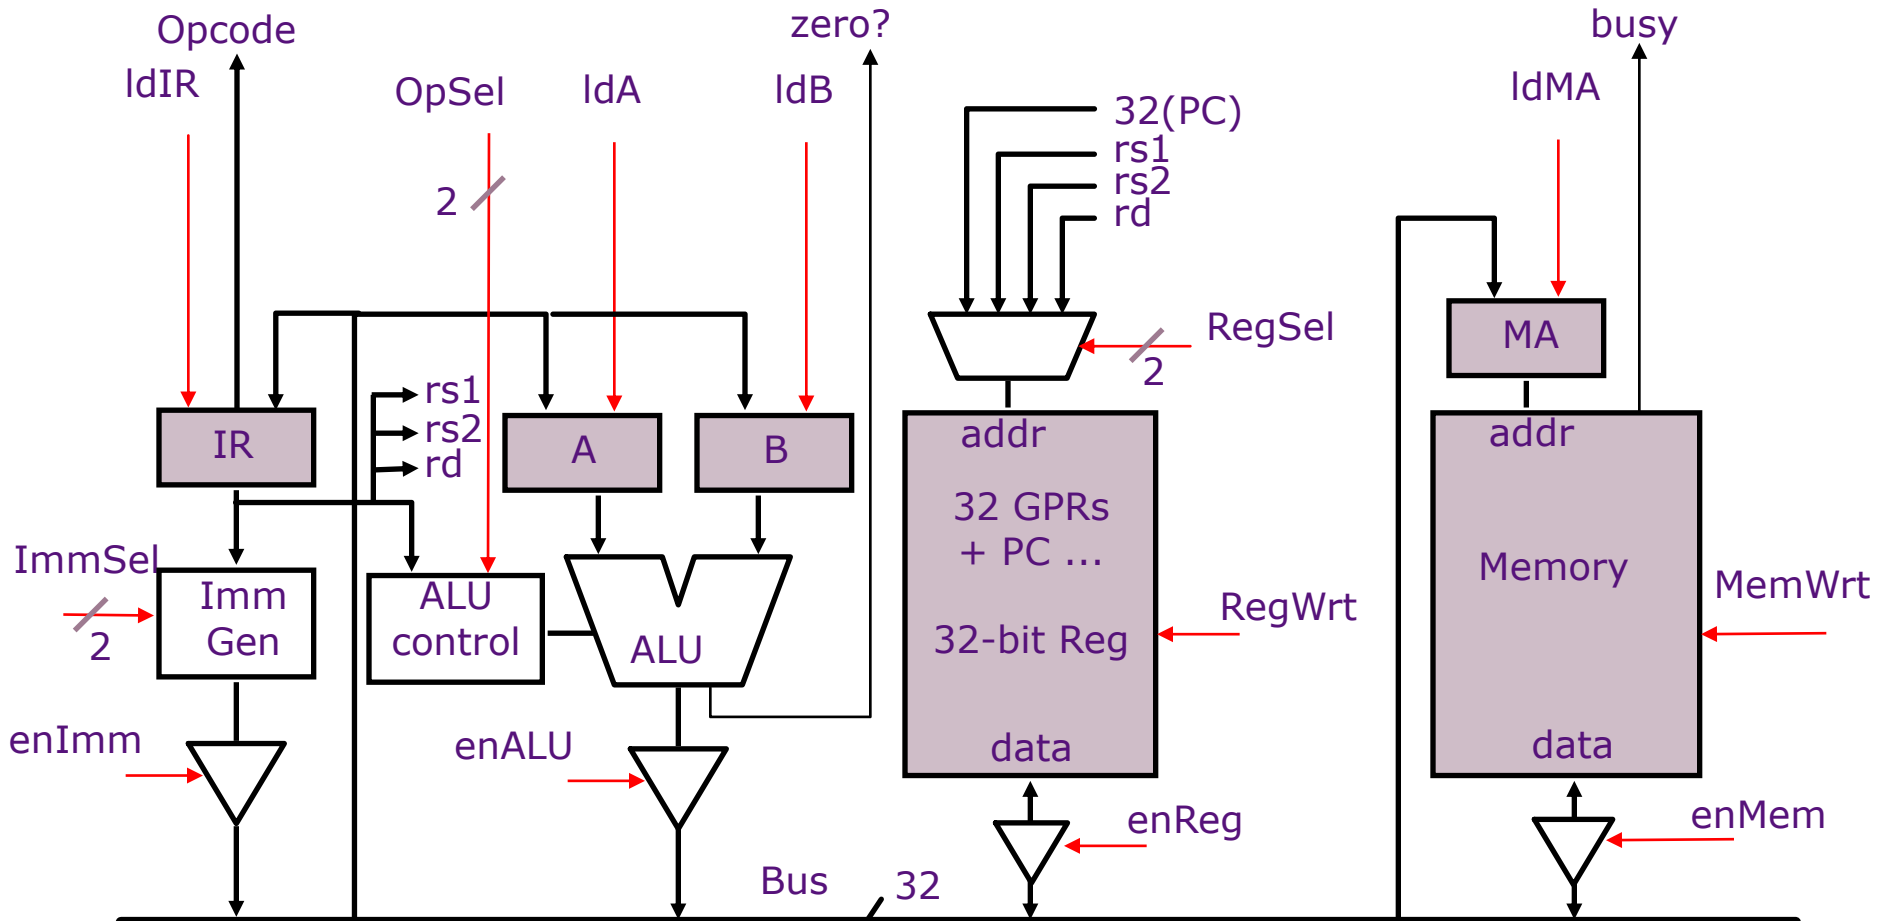 Opcode
zero?
busy
ldIR
OpSel
ldA
ldB
ldMA
32(PC)
rs1
rs2
rd
2
RegSel
2
MA
rs1
rs2
rd
IR
A
B
addr
addr
32 GPRs
+ PC ...
32-bit Reg
data
Memory
data
ImmSel
2
Imm
Gen
ALU
control
ALU
RegWrt
MemWrt
enImm
enALU
enReg
enMem
Bus
32